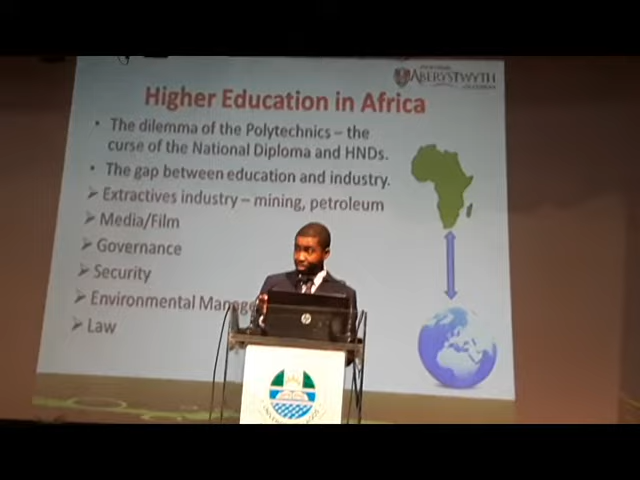 ABERYSTWYTH
Higher Education in Africa
• The dilemma of the Polytechnics – the
curse of the National Diploma and HNDs.
• The gap between education and industry.
➢ Extractives industry – mining, petroleum
➢ Media/Film
➢ Governance
➢ Security
➢ Environmental Manage
➢ Law
hp